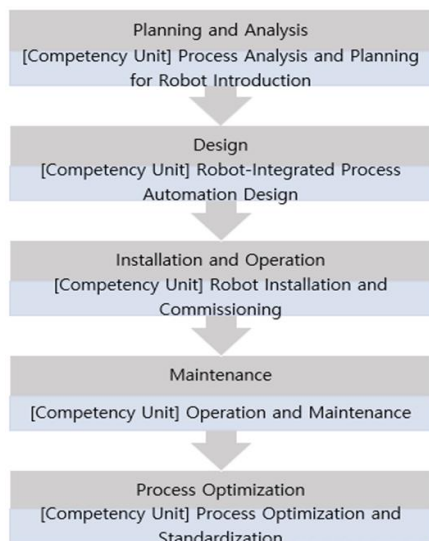 Planning and Analysis
[Competency Unit] Process Analysis and Planning
for Robot Introduction
Design
[Competency Unit] Robot-Integrated Process
Automation Design
Installation and Operation
[Competency Unit] Robot Installation and
Commissioning
Maintenance
[Competency Unit] Operation and Maintenance
Process Optimization
[Competency Unit] Process Optimization and
Standardization